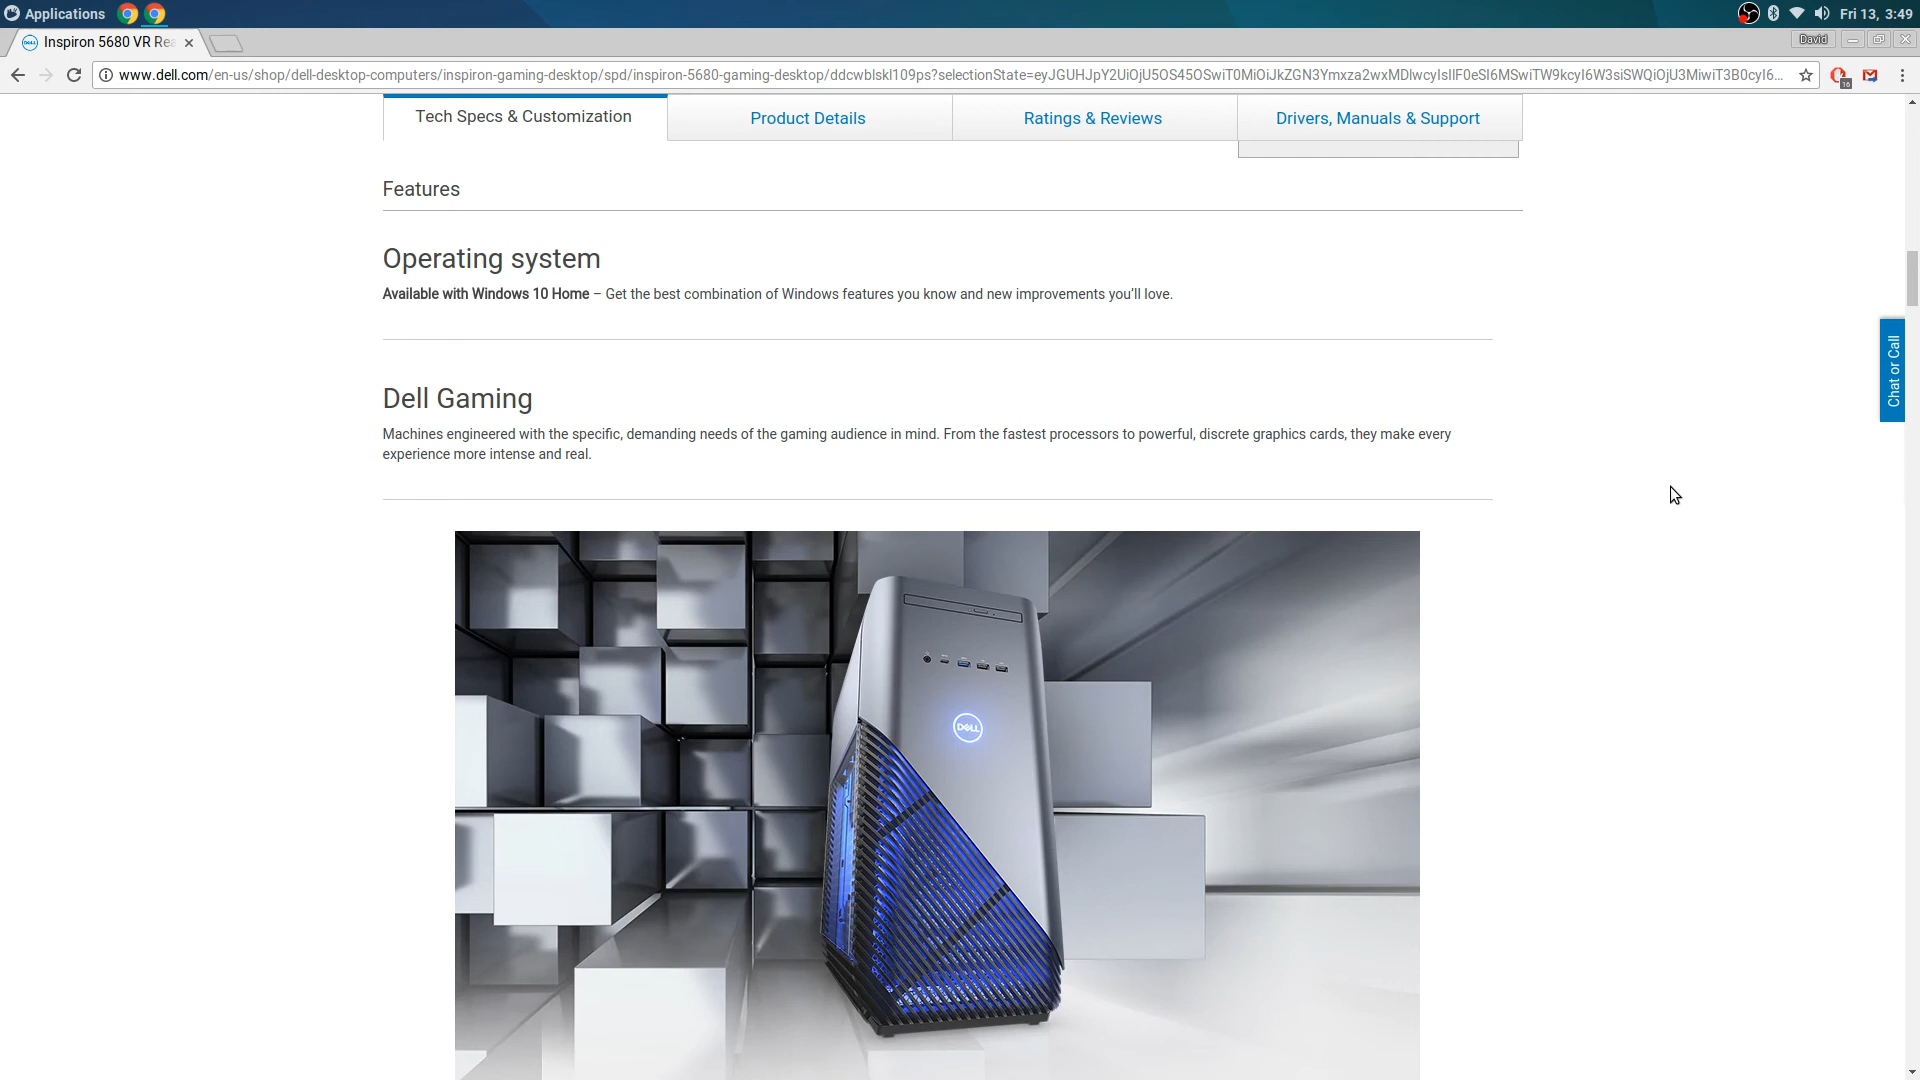 Applications
Fri 13, 3:49
Inspiron 5680 VR Rea
David
www.dell.com/en-us/shop/dell-desktop-computers/inspiron-gaming-desktop/spd/inspiron-5680-gaming-desktop/
Tech Specs & Customization
Product Details
Ratings & Reviews
Drivers, Manuals & Support
Features
Operating system
Available with Windows 10 Home – Get the best combination of Windows features you know and new improvements you'll love.
Chat or Call
Dell Gaming
Machines engineered with the specific, demanding needs of the gaming audience in mind. From the fastest processors to powerful, discrete graphics cards, they make every
experience more intense and real.
DELL